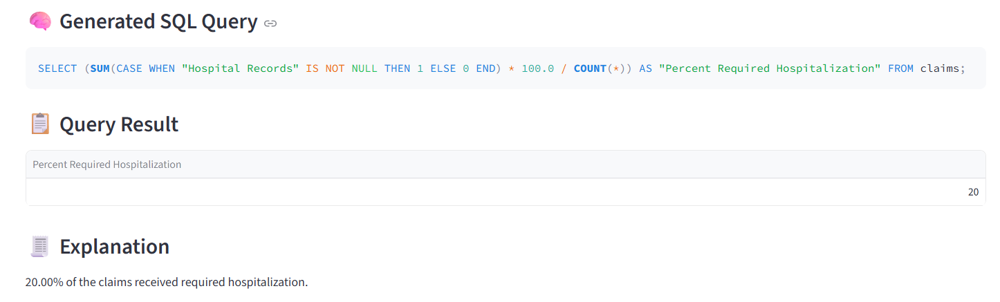 Generated SQL Query
SELECT (SUM(CASE WHEN "Hospital Records" IS NOT NULL THEN 1 ELSE 0 END) * 100.0 / COUNT(*)) AS "Percent Required Hospitalization" FROM claims;
Query Result
Percent Required Hospitalization
20
Explanation
20.00% of the claims received required hospitalization.